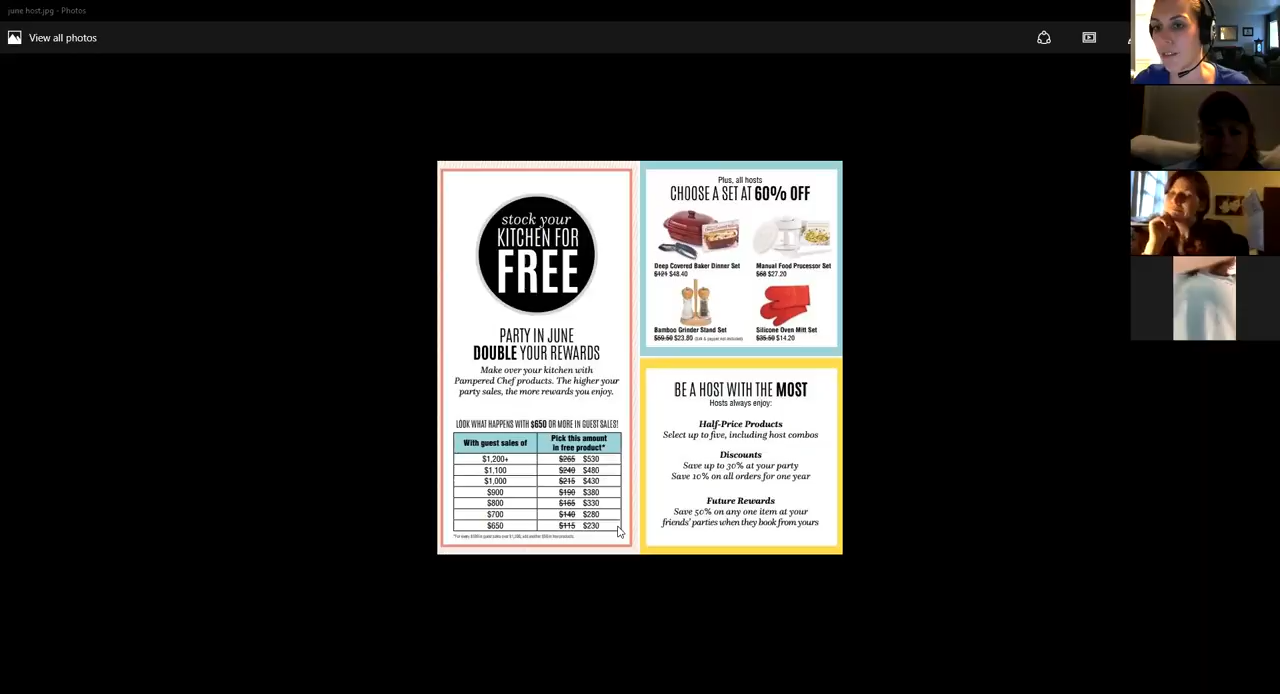 june host.jpg - Photos
View all photos
stock your
KITCHEN FOR
FREE
PARTY IN JUNE
DOUBLE YOUR REWARDS
Make over your kitchen with
Pampered Chef products. The higher your
party sales, the more rewards you enjoy.
LOOK WHAT HAPPENS WITH $650 OR MORE IN GUEST SALES!
With guest sales of
Pick this amount
in free product*
$1,200+ $265 $530
$1,100 $240 $480
$1,000 $215 $430
$900 $190 $380
$800 $165 $330
$700 $140 $280
$650 $115 $230
Plus, all hosts
CHOOSE A SET AT 60% OFF
Deep Covered Baker Dinner Set
$121 $48.40
Manual Food Processor Set
$68 $27.20
Bamboo Grinder Stand Set
$59.50 $23.80 (Salt & pepper not included)
Silicone Oven Mitt Set
$35.50 $14.20
BE A HOST WITH THE MOST
Hosts always enjoy:
Half-Price Products
Select up to five, including host combos
Discounts
Save up to 30% at your party
Save 10% on all orders for one year
Future Rewards
Save 50% on any one item at your
friends' parties when they book from yours